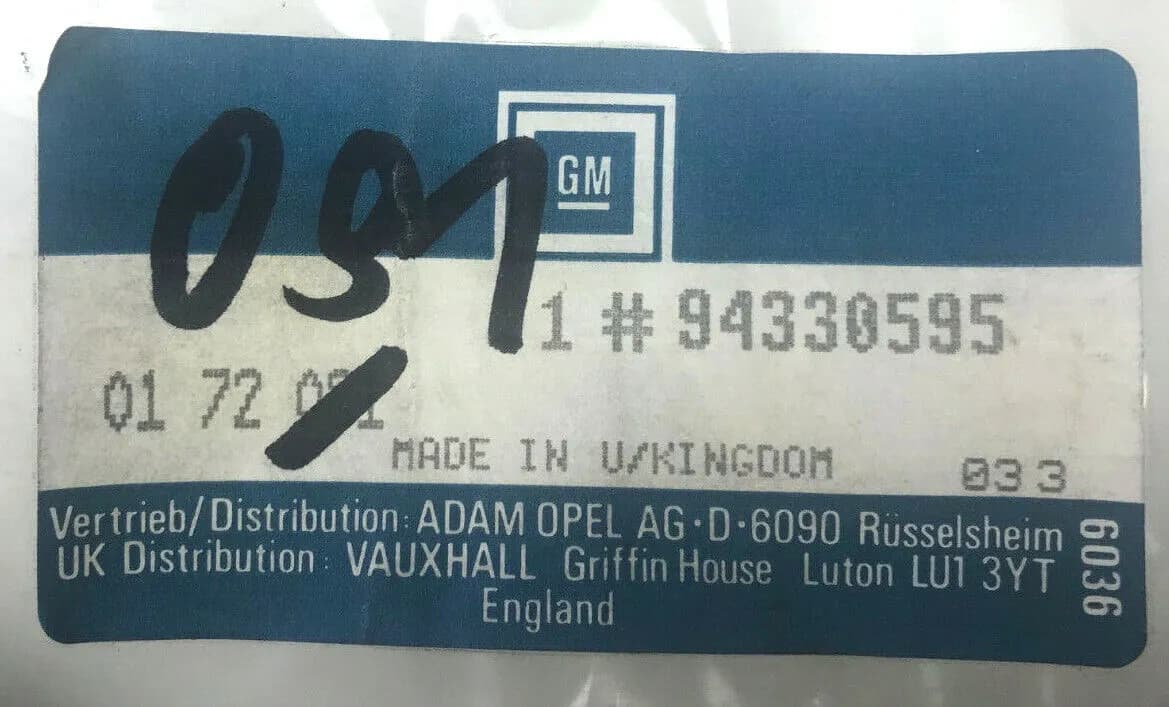 GM
1 # 94330595
01 72 091
MADE IN U/KINGDOM 033
Vertrieb/Distribution: ADAM OPEL AG·D·6090 Rüsselsheim
UK Distribution: VAUXHALL Griffin House Luton LU1 3YT
England
6036